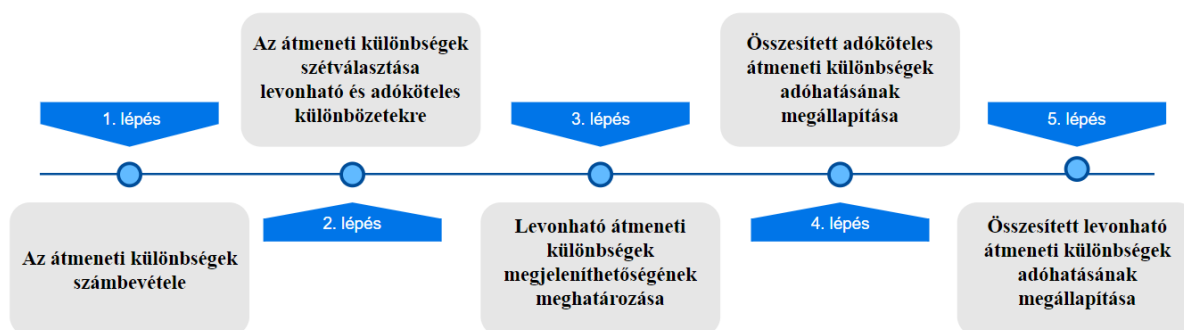 1. lépés
Az átmeneti különbségek
számbevétele
Az átmeneti különbségek
szétválasztása
levonható és adóköteles
különbözetekre
2. lépés
3. lépés
Levonható átmeneti
különbségek
megjeleníthetőségének
meghatározása
Összesített adóköteles
átmeneti különbségek
adóhatásának
megállapítása
4. lépés
5. lépés
Összesített levonható
átmeneti különbségek
adóhatásának
megállapítása